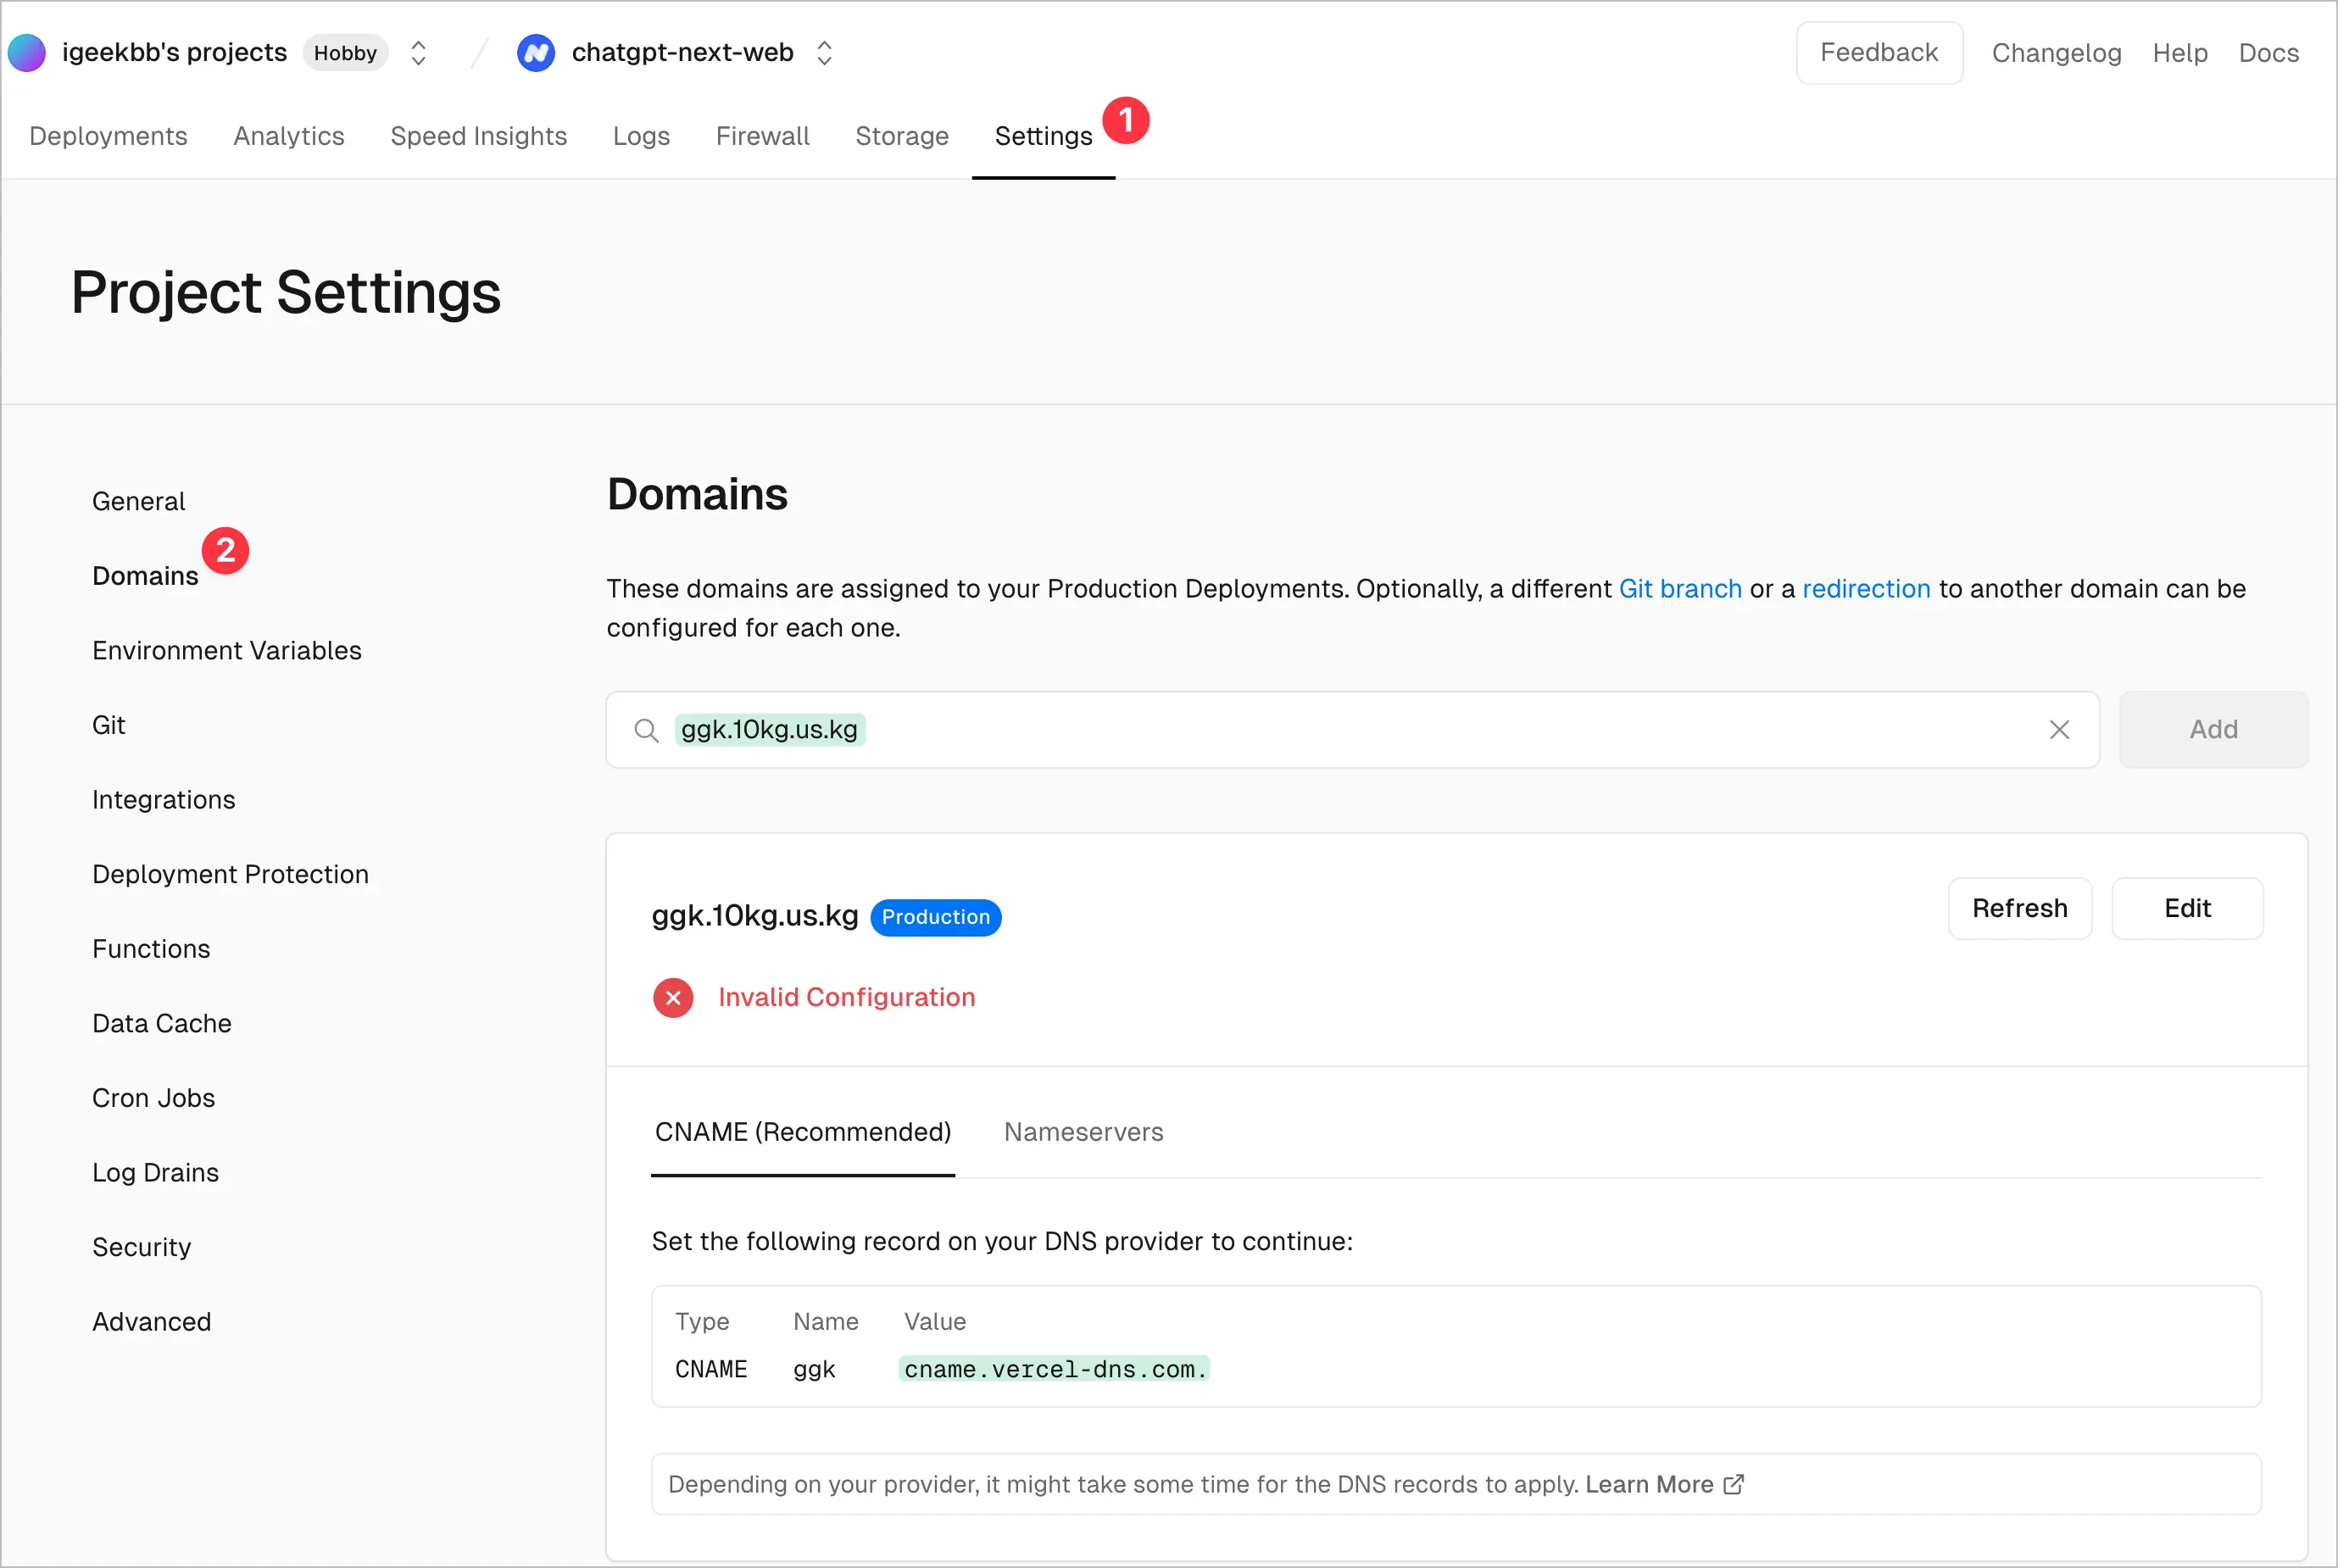 igeekbb's projects Hobby chatgpt-next-web Feedback Changelog Help Docs
Deployments Analytics Speed Insights Logs Firewall Storage Settings 1
Project Settings
General
Domains 2
Environment Variables
Git
Integrations
Deployment Protection
Functions
Data Cache
Cron Jobs
Log Drains
Security
Advanced
Domains
These domains are assigned to your Production Deployments. Optionally, a different Git branch or a redirection to another domain can be
configured for each one.
ggk.10kg.us.kg Add
ggk.10kg.us.kg Production Refresh Edit
Invalid Configuration
CNAME (Recommended) Nameservers
Set the following record on your DNS provider to continue:
Type Name Value
CNAME ggk cname.vercel-dns.com.
Depending on your provider, it might take some time for the DNS records to apply. Learn More